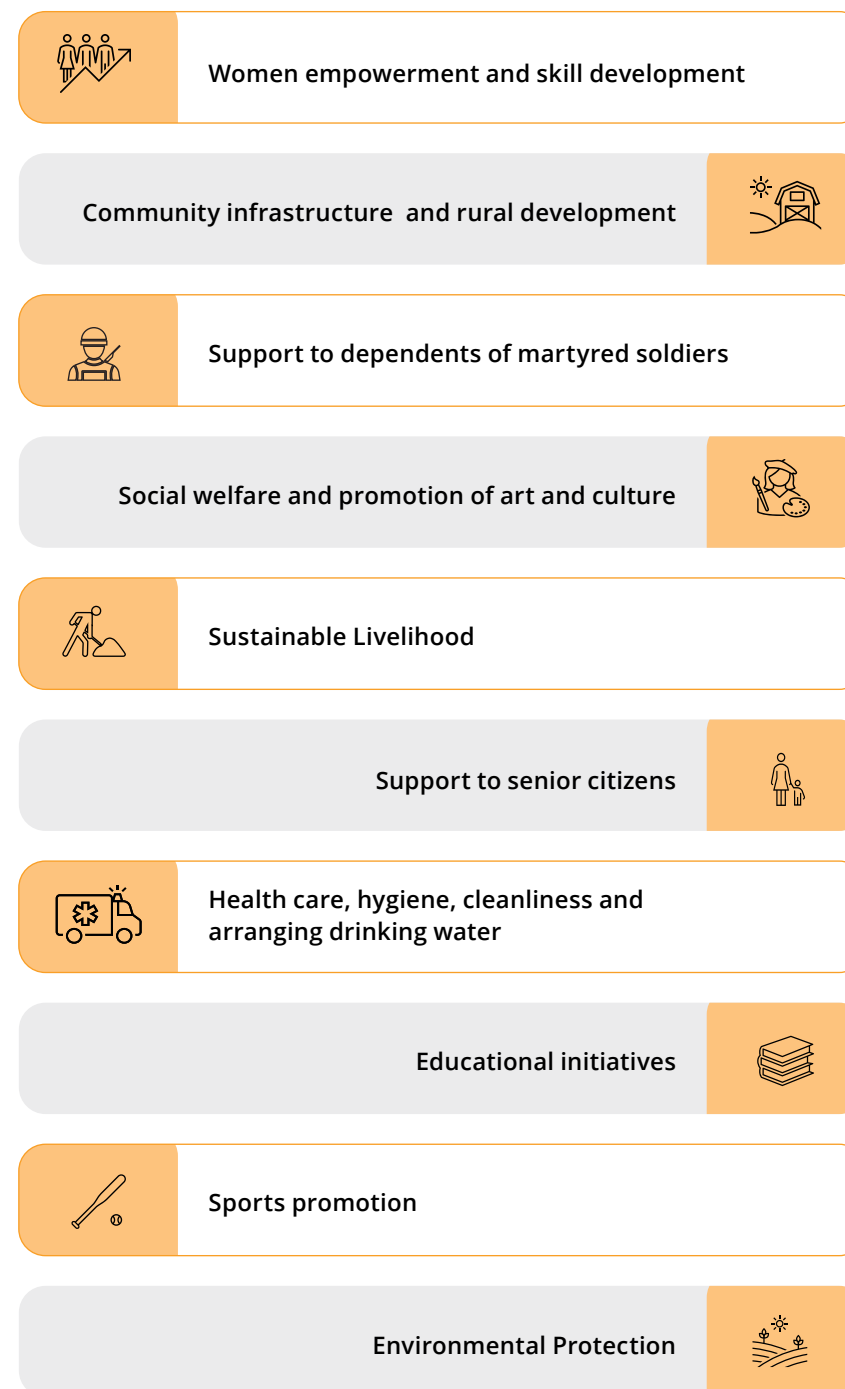 Women empowerment and skill development
Community infrastructure  and rural development
Support to dependents of martyred soldiers
Social welfare and promotion of art and culture
Sustainable Livelihood
Support to senior citizens
Health care, hygiene, cleanliness and
arranging drinking water
Educational initiatives
Sports promotion
Environmental Protection